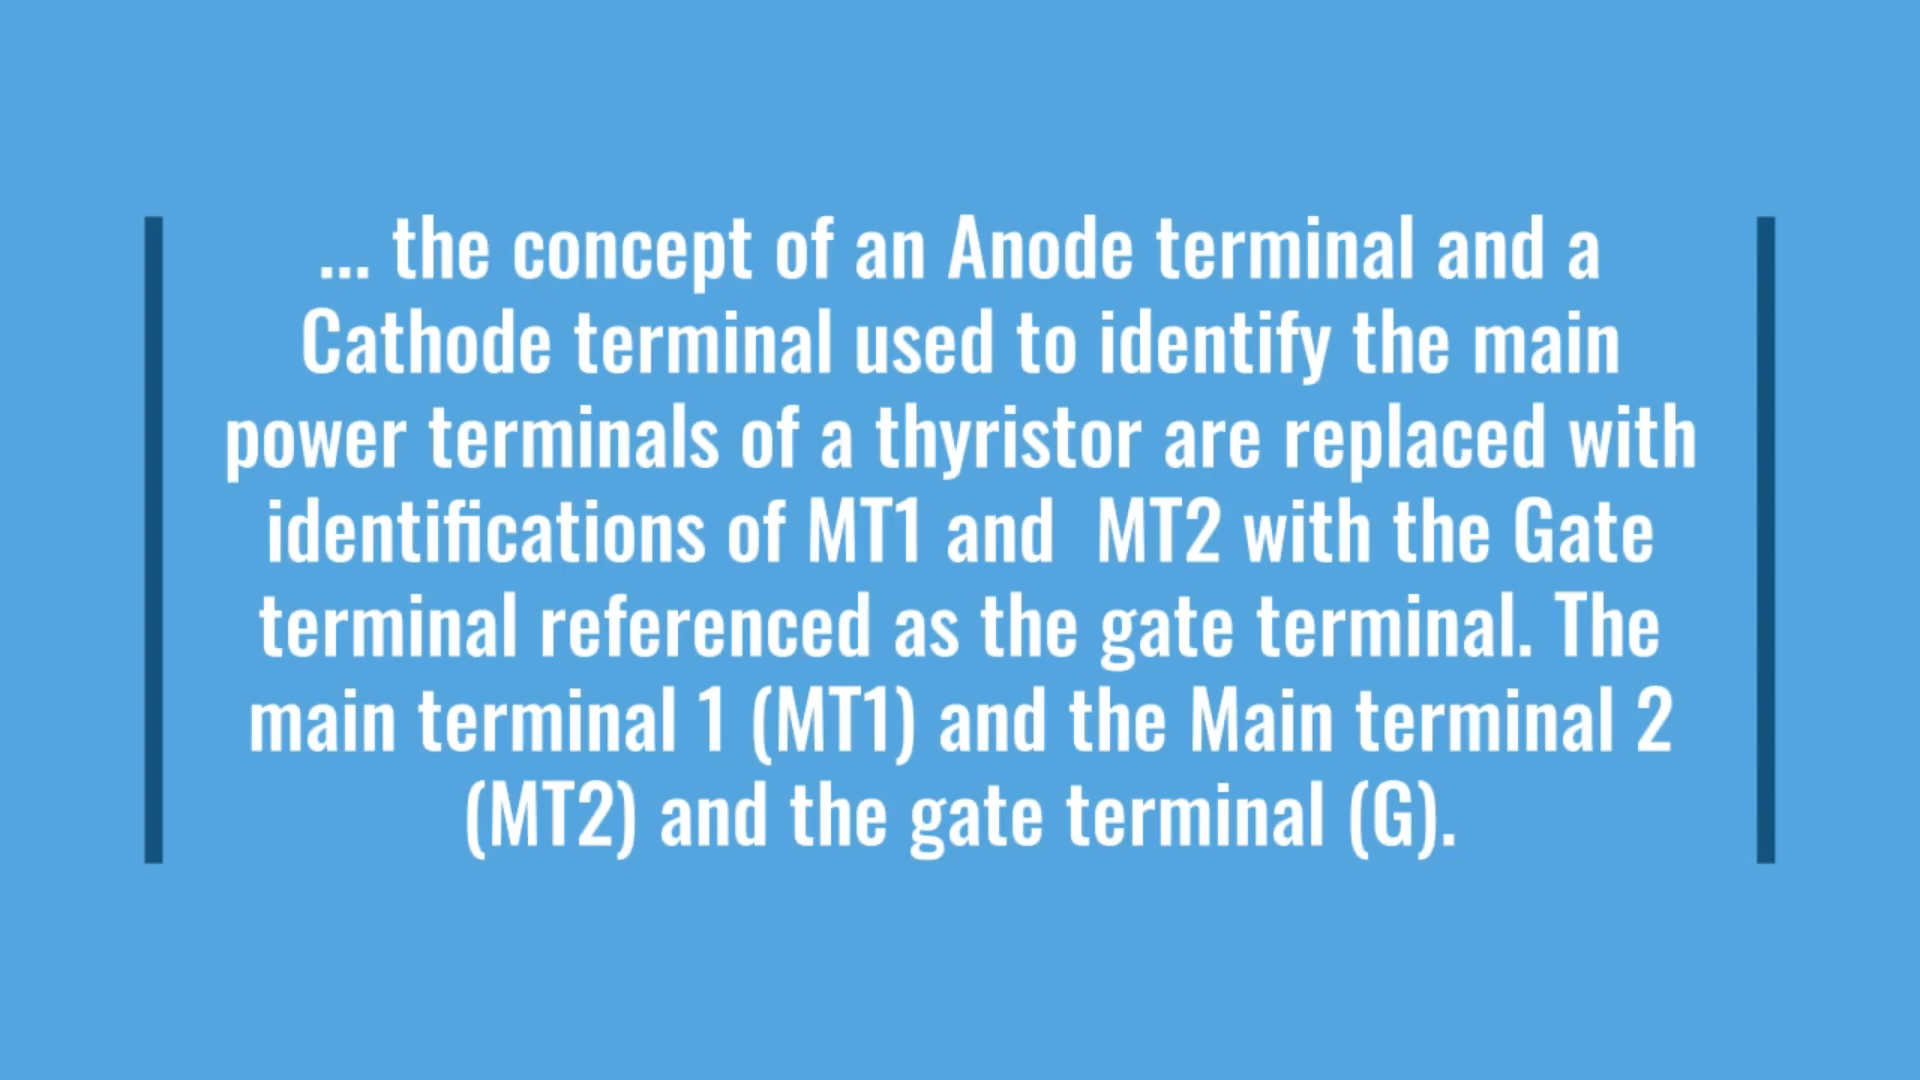 ... the concept of an Anode terminal and a
Cathode terminal used to identify the main
power terminals of a thyristor are replaced with
identifications of MT1 and  MT2 with the Gate
terminal referenced as the gate terminal. The
main terminal 1 (MT1) and the Main terminal 2
(MT2) and the gate terminal (G).